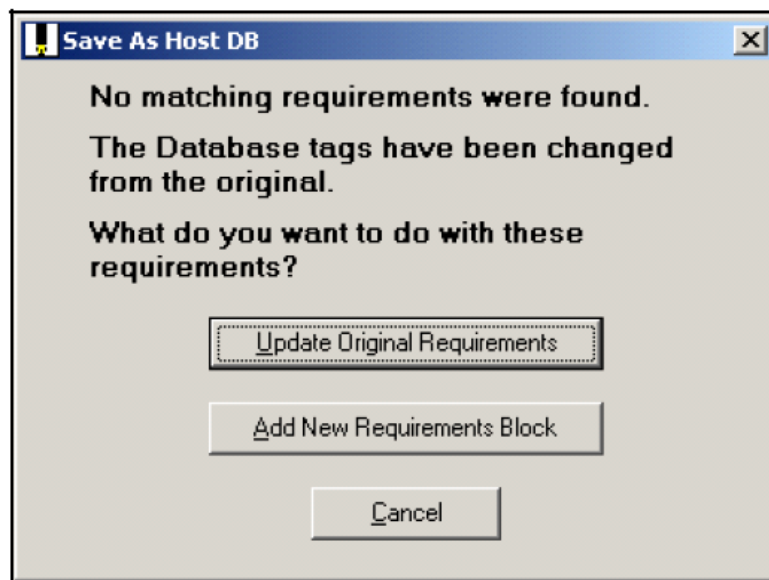 Save As Host DB
No matching requirements were found.
The Database tags have been changed
from the original.
What do you want to do with these
requirements?
Update Original Requirements
Add New Requirements Block
Cancel